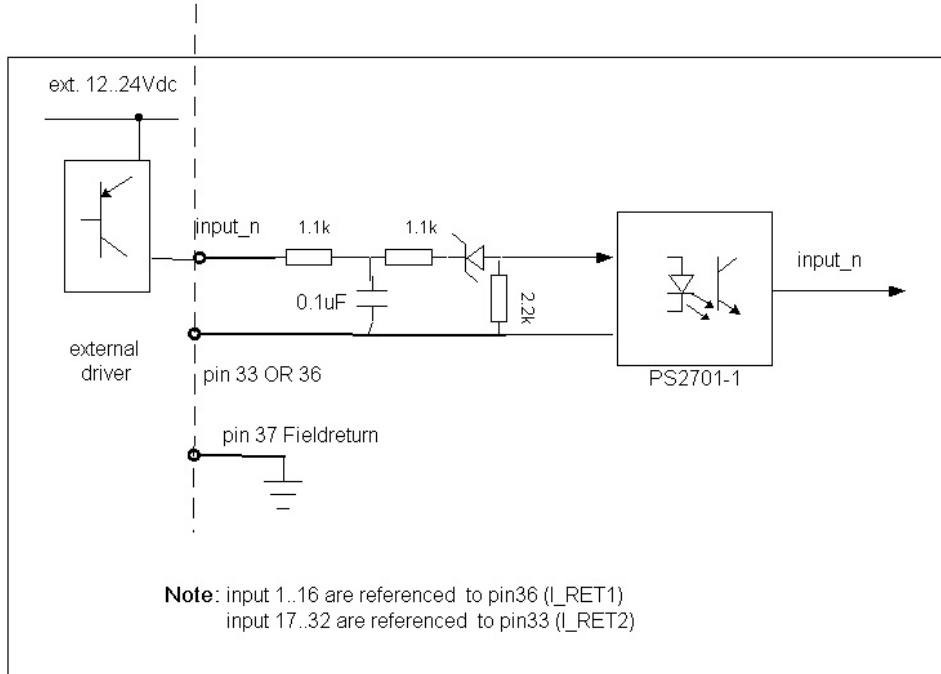 ext. 12..24Vdc
input_n
1.1k
1.1k
input_n
0.1uF
2.2k
external
driver
pin 33 OR 36
PS2701-1
pin 37 Fieldreturn
Note: input 1..16 are referenced to pin36 (I_RET1)
input 17..32 are referenced to pin33 (I_RET2)